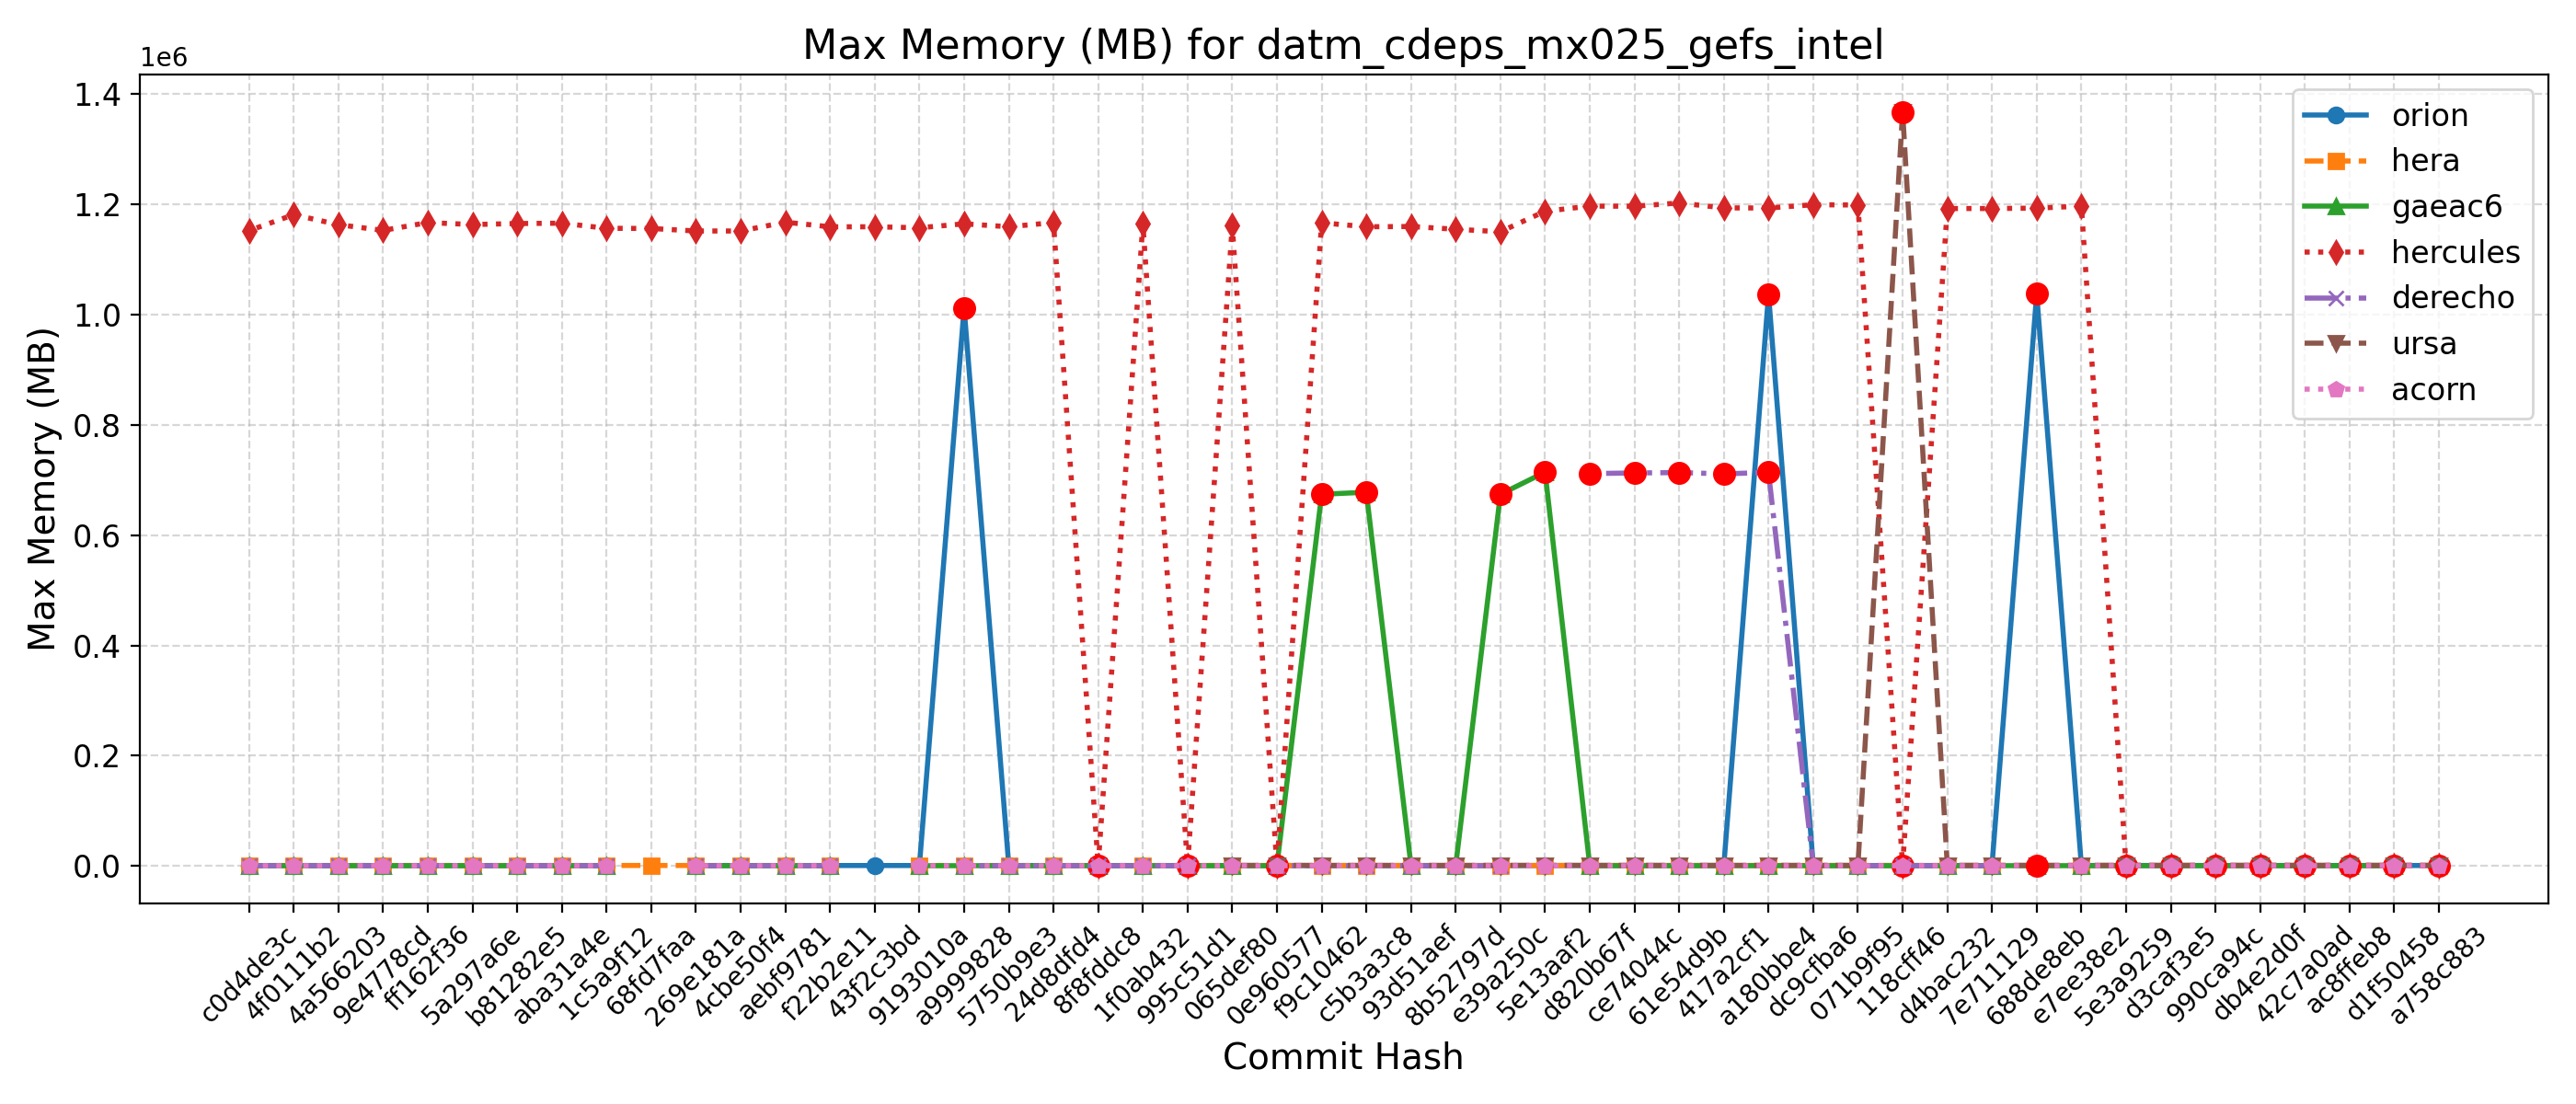 Max Memory (MB) for datm_cdeps_mx025_gefs_intel
1e6
1.4
1.2
1.0
0.8
0.6
0.4
0.2
0.0
Max Memory (MB)
orion
hera
gaeac6
hercules
derecho
ursa
acorn
c0d4de3c
4f0111b2
4a566203
9e4778cd
ff162f36
5a297a6e
b81282e5
aba31a4e
1c5a9f12
68fd7faa
269e181a
4cbe50f4
aebf9781
f22b2e11
43f2c3bd
9193010a
a9999828
5750b9e3
24d8dfd4
8f8fddc8
1f0ab432
995c51d1
065def80
0e960577
f9c10462
c5b3a3c8
93d51aef
8b52797d
e39a250c
5e13aaf2
d820b67f
ce74044c
61e54d9b
417a2cf1
a180bbe4
dc9cfba6
071b9f95
118cff46
d4bac232
7e711129
688de8eb
e7ee38e2
5e3a9259
d3caf3e5
990ca94c
db4e2d0f
42c7a0ad
ac8ffeb8
d1f50458
a758c883
Commit Hash